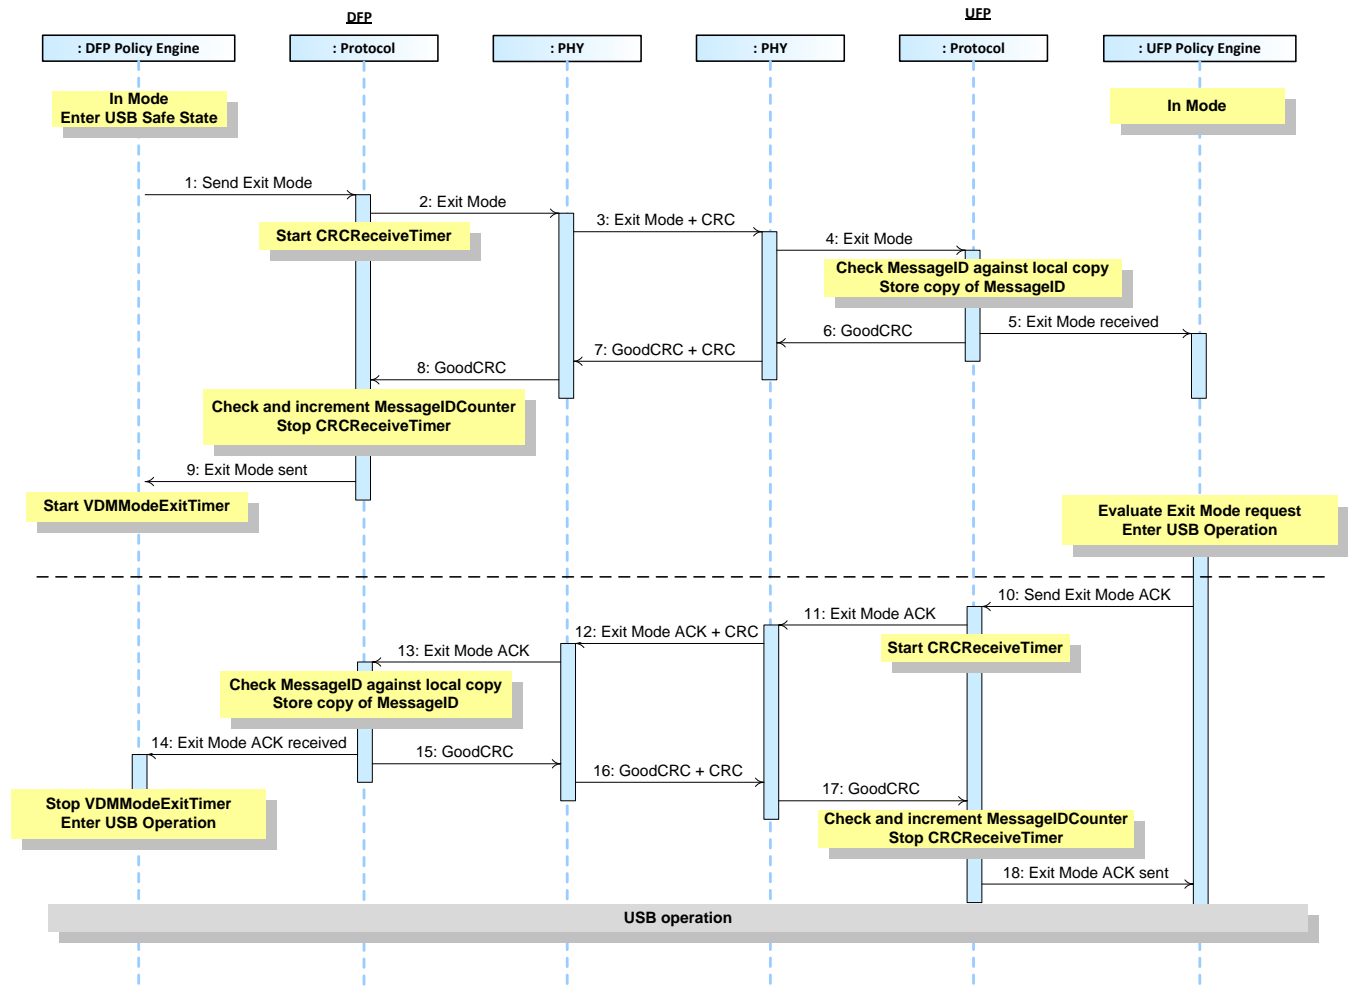 DFP
UFP
: DFP Policy Engine
: Protocol
: PHY
: PHY
: Protocol
: UFP Policy Engine
In Mode
Enter USB Safe State
In Mode
1: Send Exit Mode
2: Exit Mode
Start CRCReceiveTimer
3: Exit Mode + CRC
4: Exit Mode
Check MessageID against local copy
Store copy of MessageID
5: Exit Mode received
6: GoodCRC
7: GoodCRC + CRC
8: GoodCRC
Check and increment MessageIDCounter
Stop CRCReceiveTimer
9: Exit Mode sent
Start VDMModeExitTimer
Evaluate Exit Mode request
Enter USB Operation
10: Send Exit Mode ACK
11: Exit Mode ACK
Start CRCReceiveTimer
12: Exit Mode ACK + CRC
13: Exit Mode ACK
Check MessageID against local copy
Store copy of MessageID
14: Exit Mode ACK received
15: GoodCRC
16: GoodCRC + CRC
17: GoodCRC
Stop VDMModeExitTimer
Enter USB Operation
Check and increment MessageIDCounter
Stop CRCReceiveTimer
18: Exit Mode ACK sent
USB operation